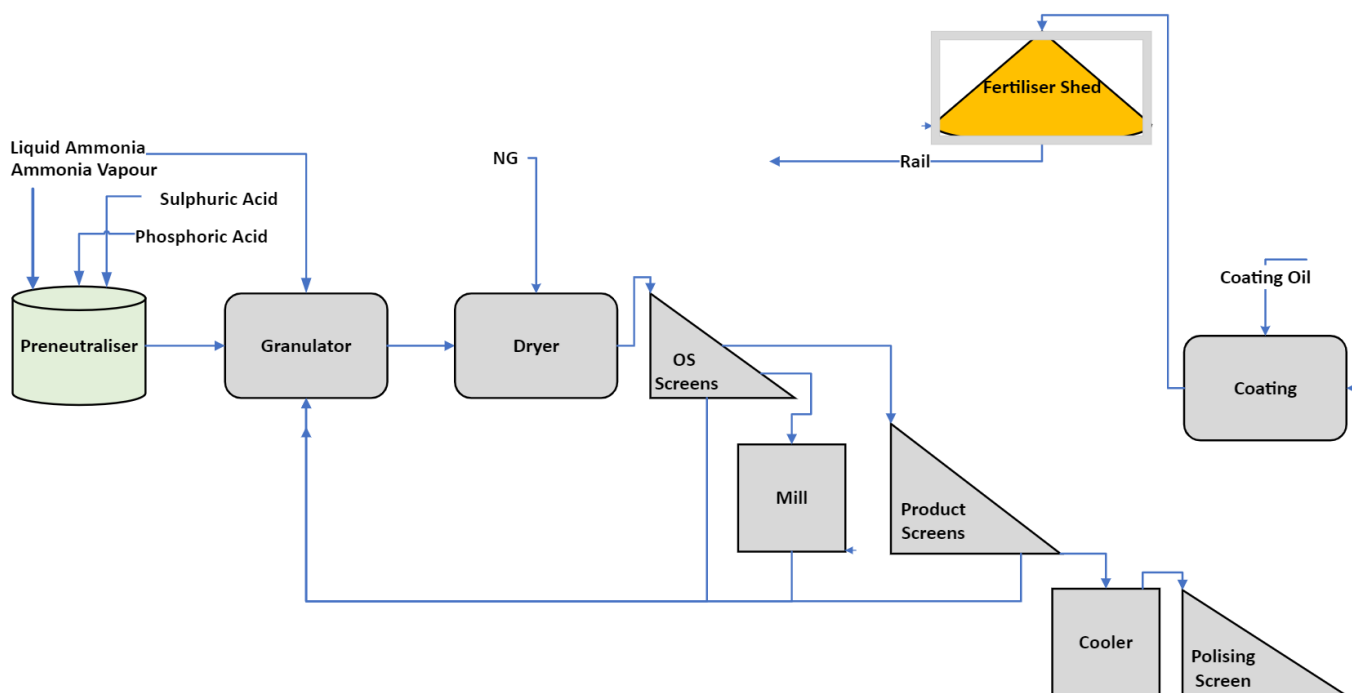 Fertiliser Shed
Liquid Ammonia
Ammonia Vapour
NG
Rail
Sulphuric Acid
Phosphoric Acid
Coating Oil
Preneutraliser
Granulator
Dryer
OS
Screens
Coating
Mill
Product
Screens
Cooler
Polising
Screen